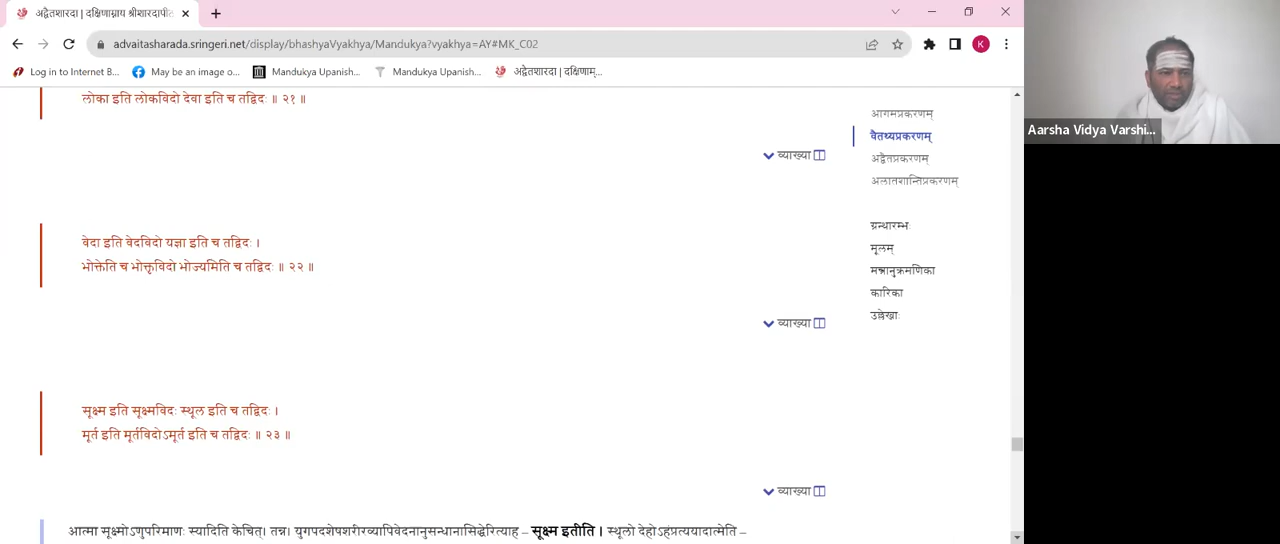 अद्वैतशारदा | दक्षिणाम्नाय श्रीशारदापीठ
advaitasharada.sringeri.net/display/bhashyaVyakhya/Mandukya?vyakhya=AY#MK_C02
K
Log in to Internet B...
May be an image o...
Mandukya Upanish...
Mandukya Upanish...
अद्वैतशारदा | दक्षिणाम्...
लोका इति लोकविदो देवा इति च तद्विदः ॥ २१ ॥
व्याख्या
वेदा इति वेदविदो यज्ञा इति च तद्विदः ।
भोक्तेति च भोक्तृविदो भोज्यमिति च तद्विदः ॥ २२ ॥
व्याख्या
सूक्ष्म इति सूक्ष्मविदः स्थूल इति च तद्विदः ।
मूर्त इति मूर्तविदोऽमूर्त इति च तद्विदः ॥ २३ ॥
व्याख्या
आत्मा सूक्ष्मोऽणुपरिमाणः स्यादिति केचित्। तन्न। युगपदशेषशरीरव्यापिवेदनानुसन्धानासिद्धेरित्याह – सूक्ष्म इतीति । स्थूलो देहोऽहंप्रत्ययादात्मेति –
आगमप्रकरणम्
वैतथ्यप्रकरणम्
अद्वैतप्रकरणम्
अलातशान्तिप्रकरणम्
ग्रन्थारम्भः
मूलम्
मन्त्रानुक्रमणिका
कारिका
उल्लेखाः
Aarsha Vidya Varshi...